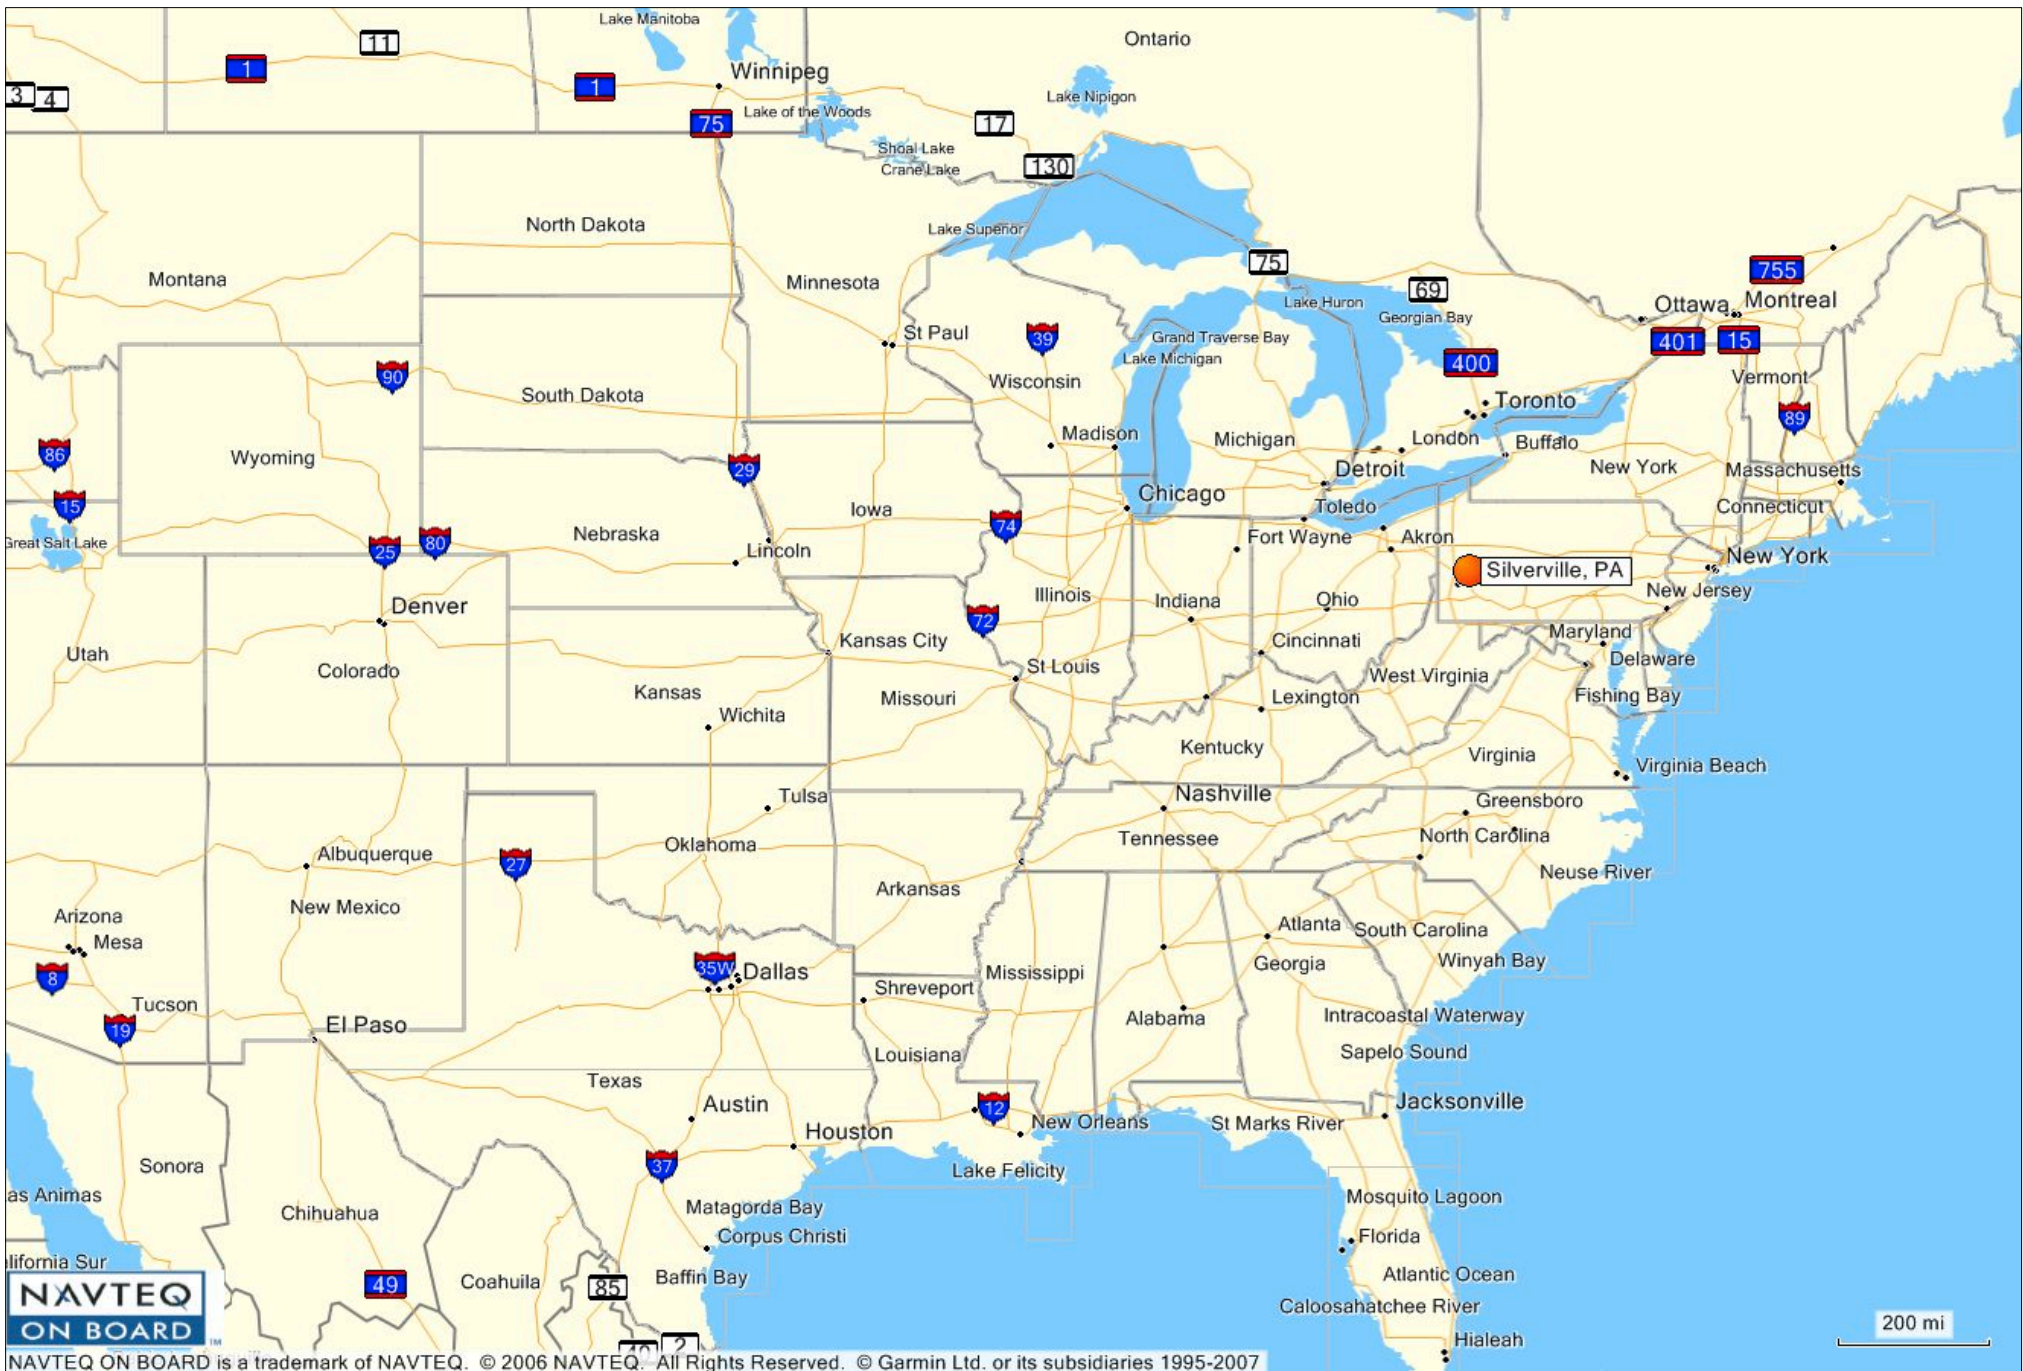 Lake Manitoba
Ontario
11
1
Winnipeg
1
3
4
Lake Nipigon
Lake of the Woods
75
17
Shoal Lake
Crane Lake
130
North Dakota
Lake Superior
75
755
Montana
Minnesota
69
Lake Huron
Ottawa
Montreal
Georgian Bay
St Paul
39
Grand Traverse Bay
401
15
Lake Michigan
400
90
Wisconsin
Vermont
South Dakota
Toronto
89
Madison
Michigan
London
Buffalo
86
Wyoming
29
Detroit
New York
Massachusetts
15
Chicago
Toledo
Connecticut
Iowa
74
Great Salt Lake
25
80
Nebraska
Lincoln
Fort Wayne
Akron
New York
Silverville, PA
Denver
Illinois
Indiana
Ohio
New Jersey
72
Kansas City
Cincinnati
Maryland
Utah
Colorado
St Louis
West Virginia
Delaware
Kansas
Missouri
Lexington
Fishing Bay
Wichita
Kentucky
Virginia
Virginia Beach
Tulsa
Nashville
Greensboro
Tennessee
North Carolina
Oklahoma
Albuquerque
27
Neuse River
Arkansas
New Mexico
Arizona
Mesa
Atlanta
South Carolina
8
35W
Dallas
Mississippi
Georgia
Winyah Bay
Shreveport
Tucson
19
El Paso
Alabama
Intracoastal Waterway
Louisiana
Sapelo Sound
Texas
Austin
12
Jacksonville
New Orleans
St Marks River
Houston
Sonora
37
Lake Felicity
as Animas
Mosquito Lagoon
Chihuahua
Matagorda Bay
Corpus Christi
Florida
lifornia Sur
49
Coahuila
85
Baffin Bay
Atlantic Ocean
Caloosahatchee River
NAVTEQ
ON BOARD
TM
200 mi
2
Hialeah
NAVTEQ ON BOARD is a trademark of NAVTEQ. © 2006 NAVTEQ. All Rights Reserved. © Garmin Ltd. or its subsidiaries 1995-2007